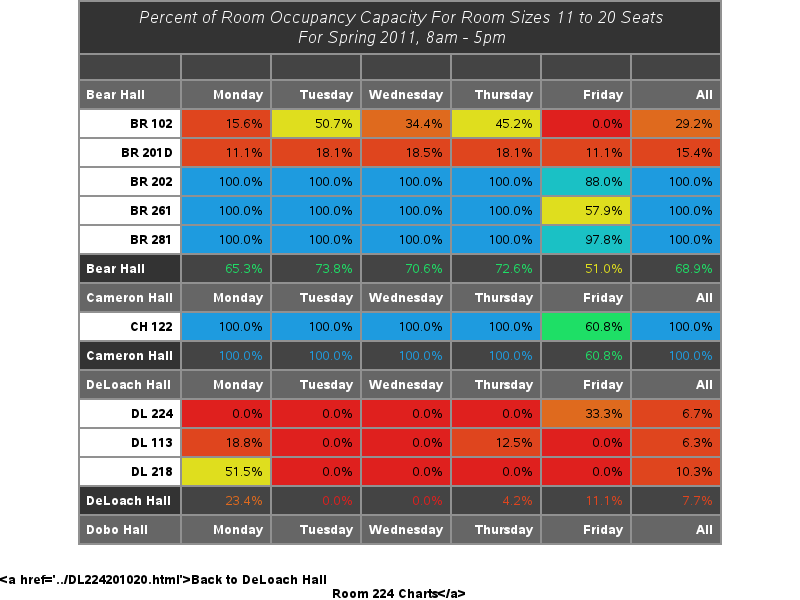 Percent of Room Occupancy Capacity For Room Sizes 11 to 20 Seats
For Spring 2011, 8am - 5pm
Bear Hall Monday Tuesday Wednesday Thursday Friday All
BR 102 15.6% 50.7% 34.4% 45.2% 0.0% 29.2%
BR 201D 11.1% 18.1% 18.5% 18.1% 11.1% 15.4%
BR 202 100.0% 100.0% 100.0% 100.0% 88.0% 100.0%
BR 261 100.0% 100.0% 100.0% 100.0% 57.9% 100.0%
BR 281 100.0% 100.0% 100.0% 100.0% 97.8% 100.0%
Bear Hall 65.3% 73.8% 70.6% 72.6% 51.0% 68.9%
Cameron Hall Monday Tuesday Wednesday Thursday Friday All
CH 122 100.0% 100.0% 100.0% 100.0% 60.8% 100.0%
Cameron Hall 100.0% 100.0% 100.0% 100.0% 60.8% 100.0%
DeLoach Hall Monday Tuesday Wednesday Thursday Friday All
DL 224 0.0% 0.0% 0.0% 0.0% 33.3% 6.7%
DL 113 18.8% 0.0% 0.0% 12.5% 0.0% 6.3%
DL 218 51.5% 0.0% 0.0% 0.0% 0.0% 10.3%
DeLoach Hall 23.4% 0.0% 0.0% 4.2% 11.1% 7.7%
Dobo Hall Monday Tuesday Wednesday Thursday Friday All
<a href='../DL224201020.html'>Back to DeLoach Hall
Room 224 Charts</a>